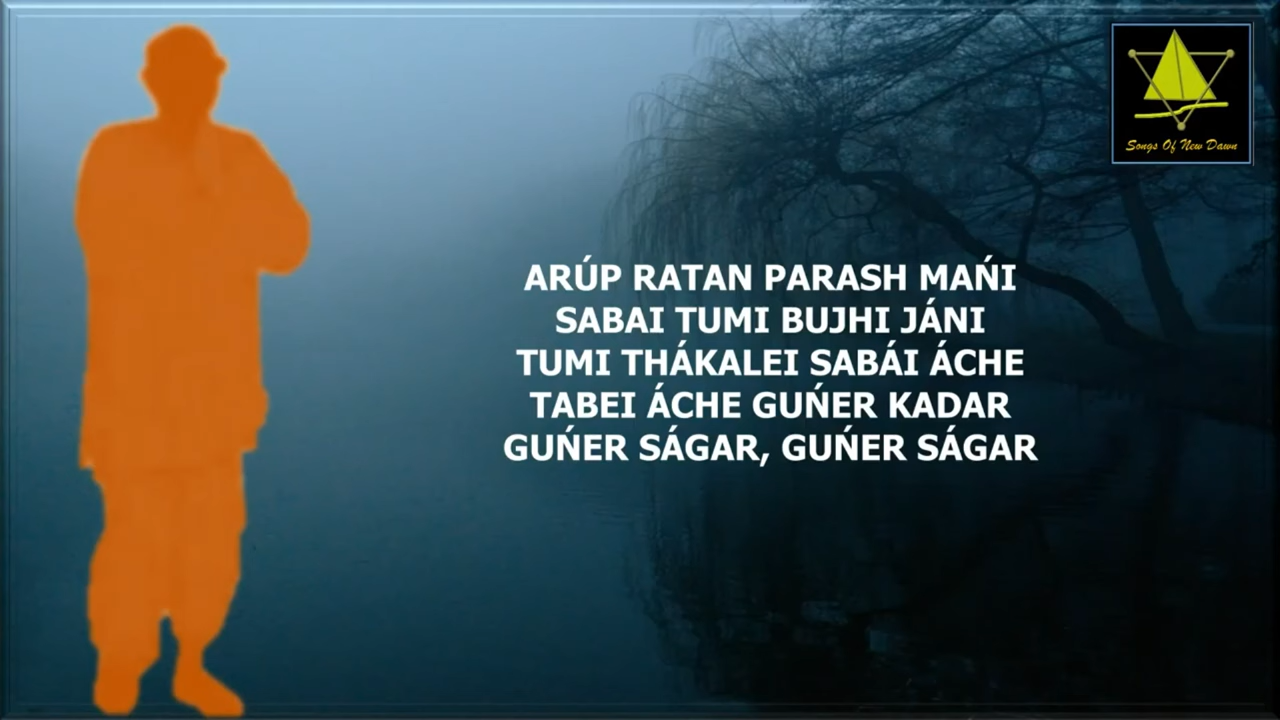 Songs Of New Dawn
ARÚP RATAN PARASH MAŃI
SABAI TUMI BUJHI JÁNI
TUMI THÁKALEI SABÁI ÁCHE
TABEI ÁCHE GUŃER KADAR
GUŃER SÁGAR, GUŃER SÁGAR